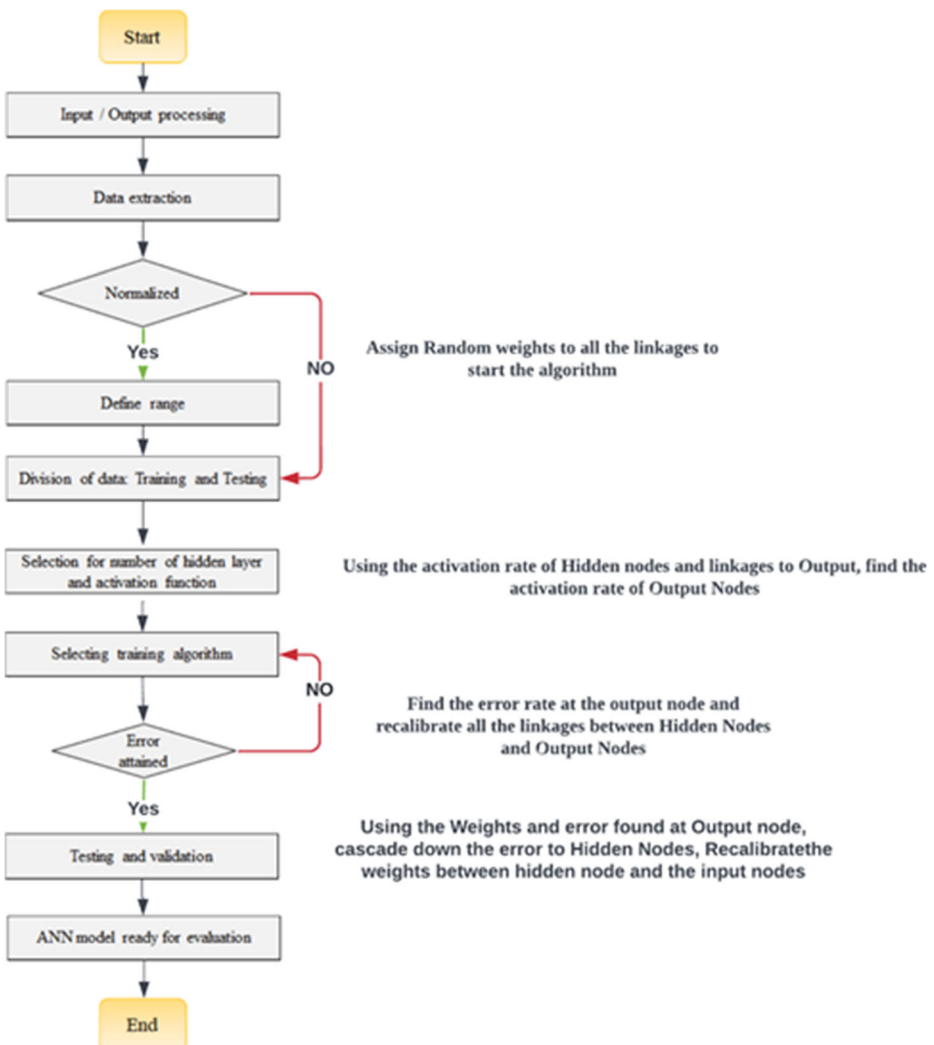 Start
Input / Output processing
Data extraction
Normalized
Yes
NO
Assign Random weights to all the linkages to
start the algorithm
Define range
Division of data: Training and Testing
Selection for number of hidden layer
and activation function
Using the activation rate of Hidden nodes and linkages to Output, find the
activation rate of Output Nodes
Selecting training algorithm
NO
Find the error rate at the output node and
recalibrate all the linkages between Hidden Nodes
and Output Nodes
Error
attained
Yes
Using the Weights and error found at Output node,
cascade down the error to Hidden Nodes, Recalibratethe
weights between hidden node and the input nodes
Testing and validation
ANN model ready for evaluation
End